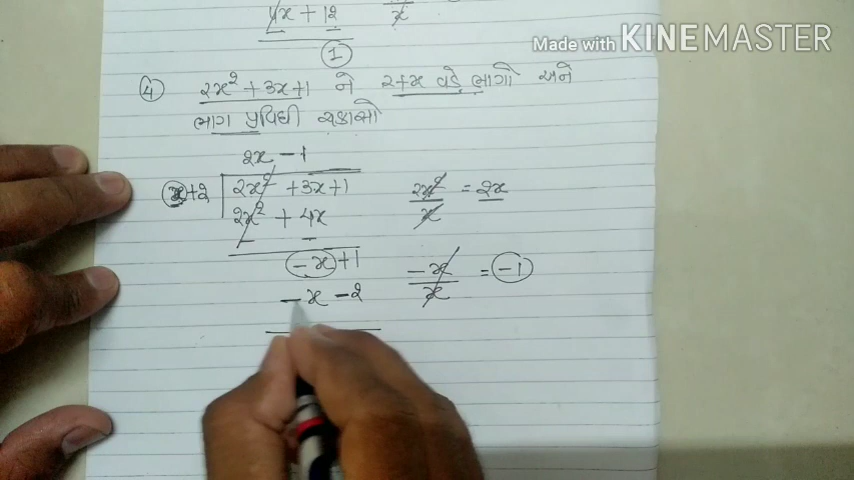 4x + 12
x
Made with KINEMASTER
1
4 2x² + 3x + 1 ને 2+x વડે ભાગો અને
ભાગ પ્રવિધી ચકાસો
2x - 1
x+2 2x² + 3x + 1 2x² = 2x
x
2x² + 4x
-
-
-x + 1 -x = -1
x
-x - 2